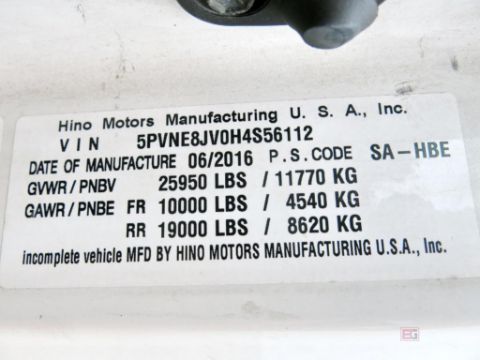 Hino Motors Manufacturing U. S. A., Inc.
VIN 5PVNE8JV0H4S56112
DATE OF MANUFACTURE 06/2016 P.S. CODE SA-HBE
GVWR / PNBV 25950 LBS / 11770 KG
GAWR / PNBE FR 10000 LBS / 4540 KG
RR 19000 LBS / 8620 KG
incomplete vehicle MFD BY HINO MOTORS MANUFACTURING U.S.A., Inc.